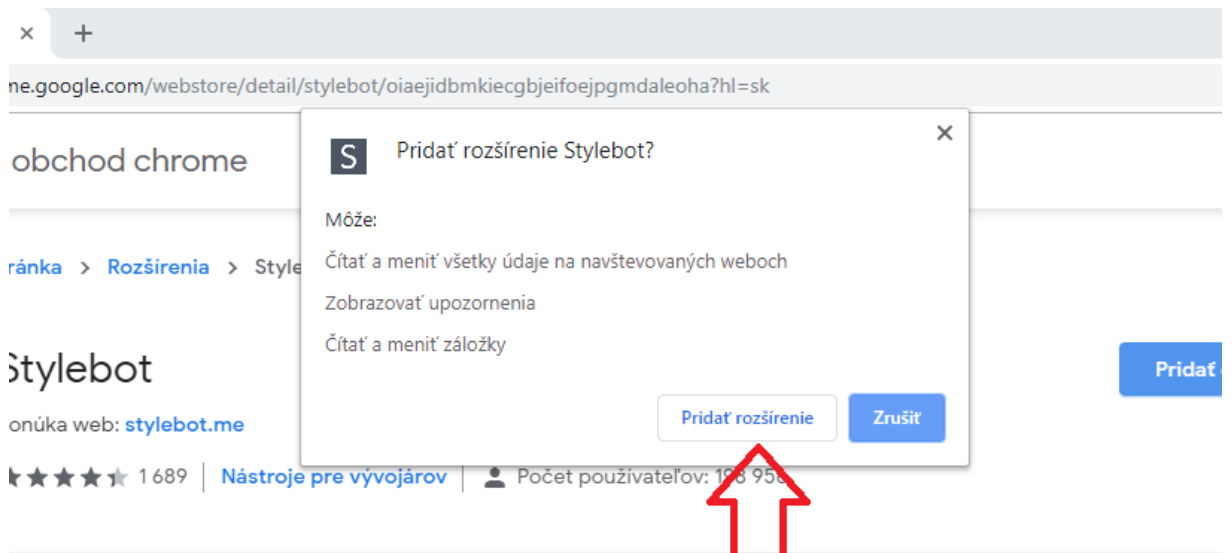 × +
me.google.com/webstore/detail/stylebot/oiaejidbmkiecgbjeifoejpgmdaleoha?hl=sk
obchod chrome
S Pridať rozšírenie Stylebot? ×
Môže:
Čítať a meniť všetky údaje na navštevovaných weboch
Zobrazovať upozornenia
Čítať a meniť záložky
Pridať rozšírenie Zrušiť
ránka > Rozšírenia > Style
Stylebot
Pridať
onúka web: stylebot.me
1 689 | Nástroje pre vývojárov | Počet používateľov: